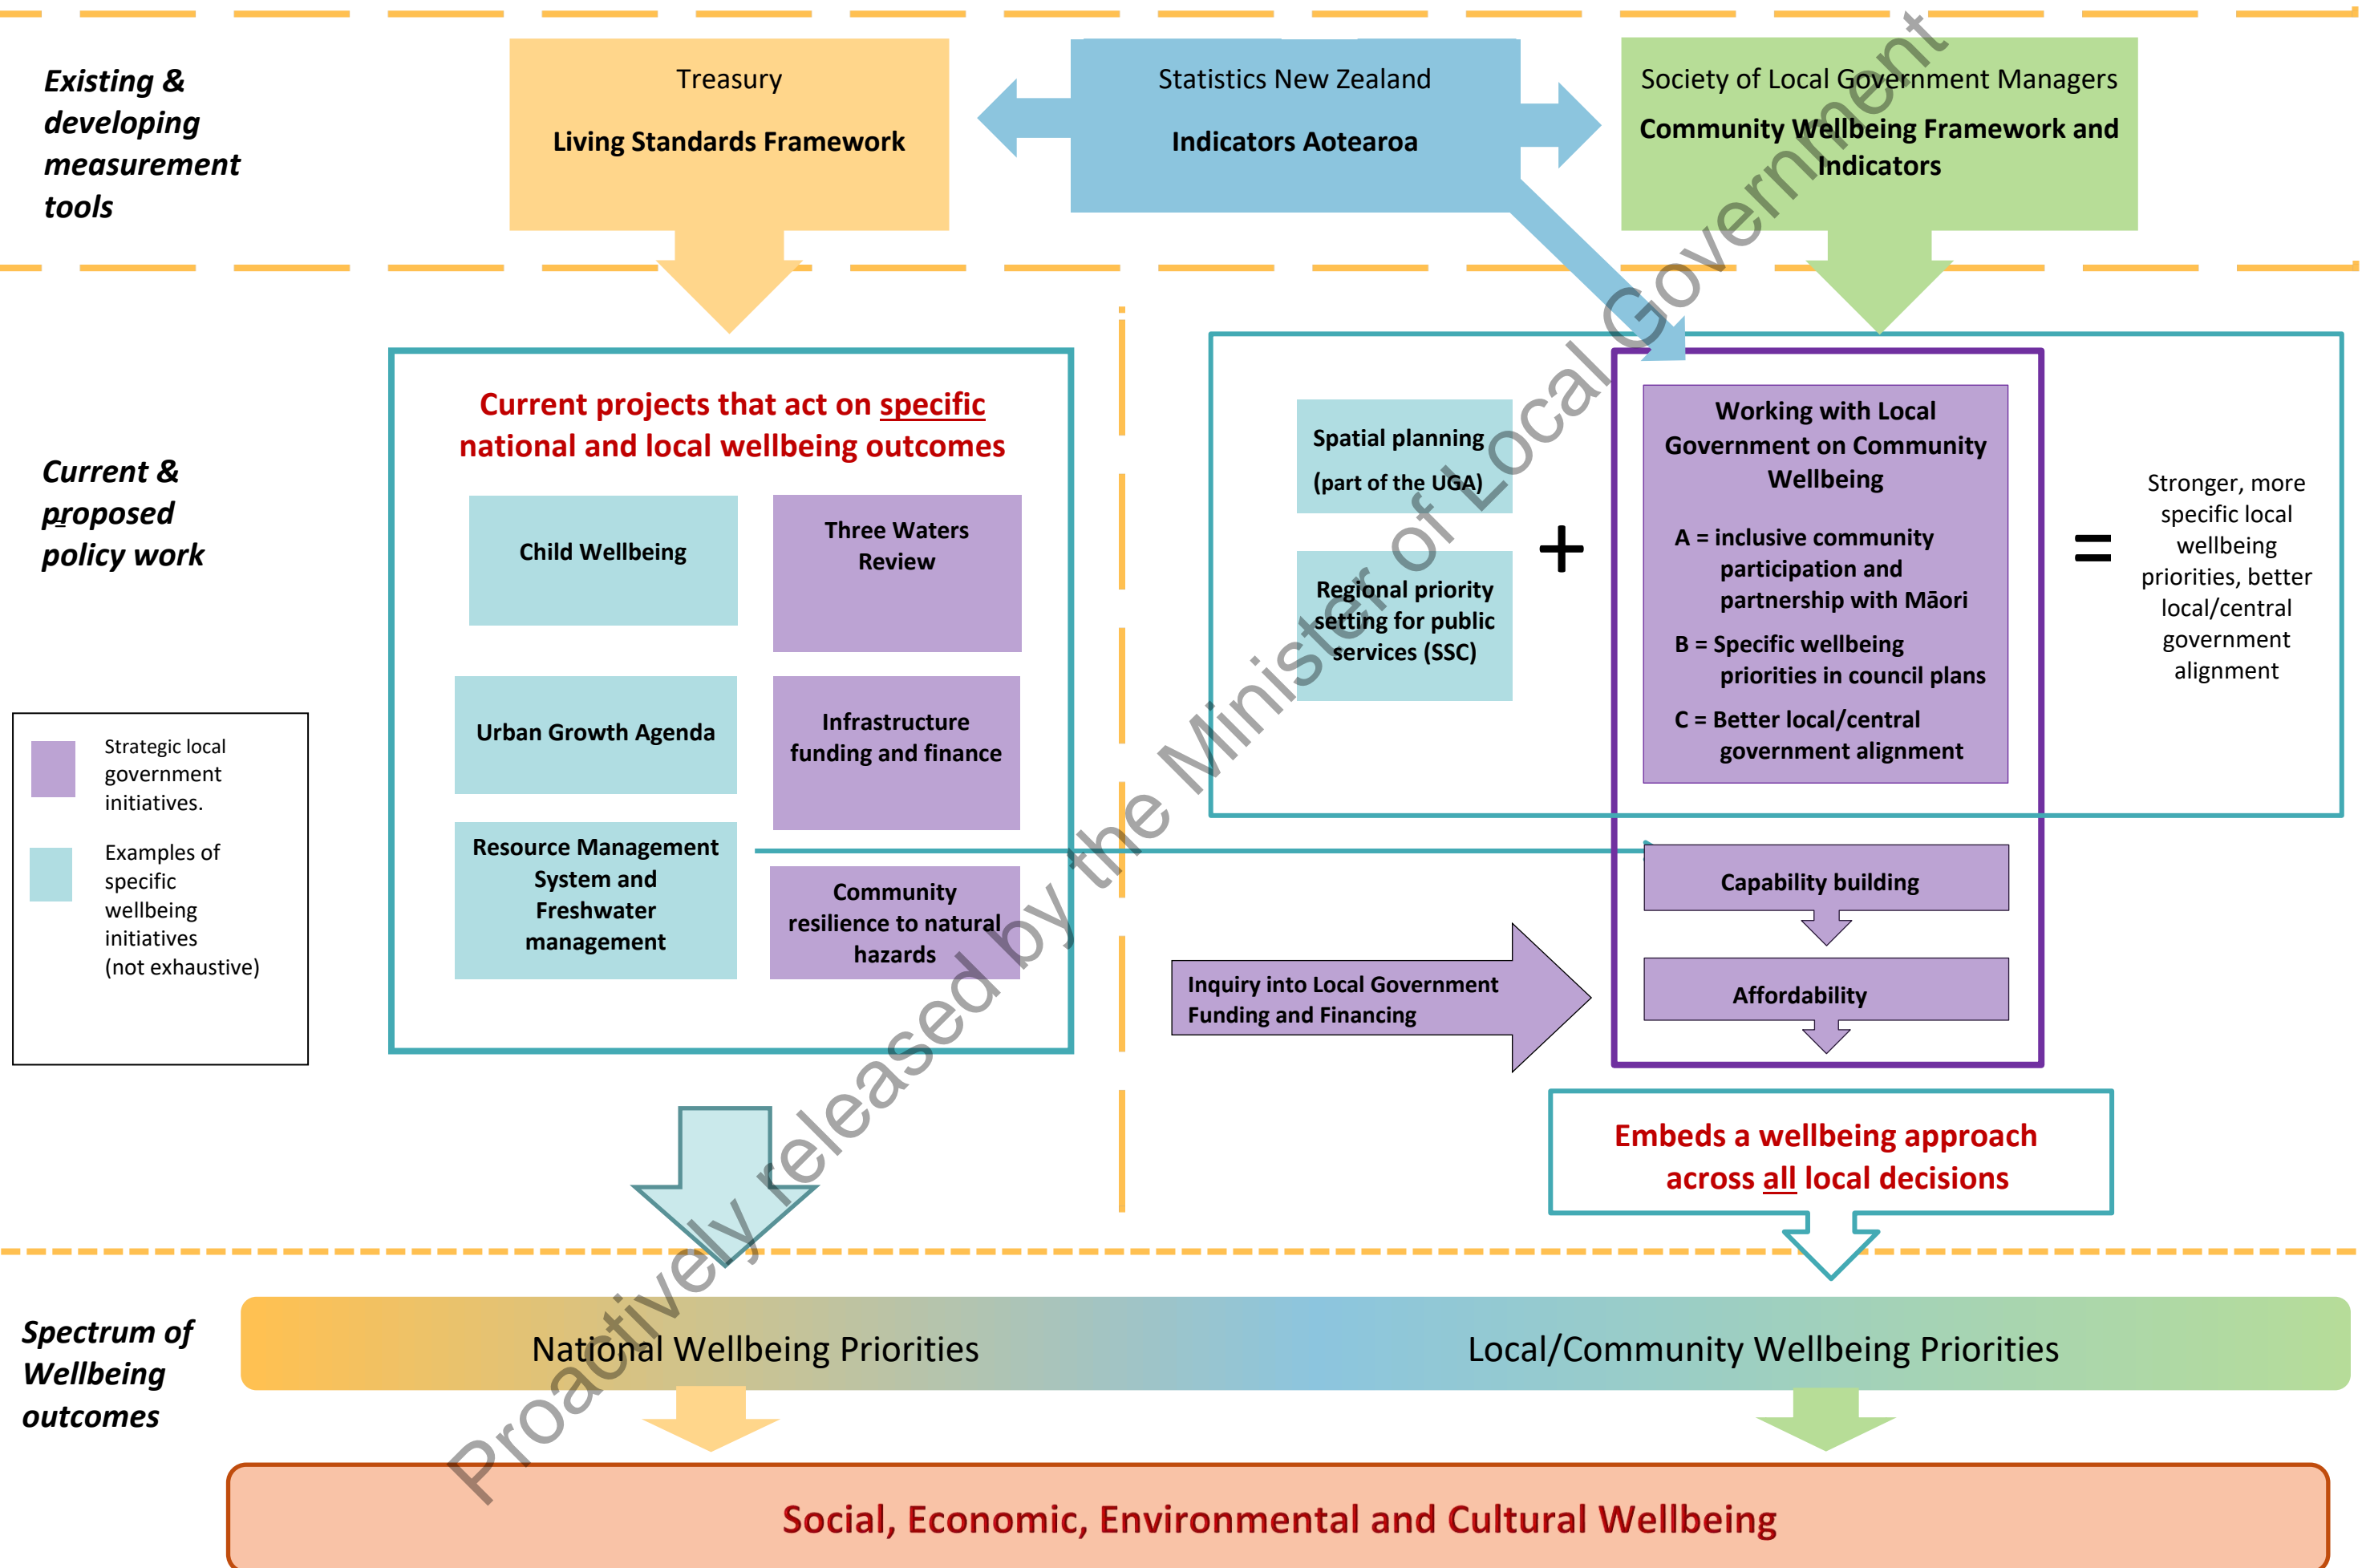 Existing &
developing
measurement
tools
Treasury
Living Standards Framework
Statistics New Zealand
Indicators Aotearoa
Society of Local Government Managers
Community Wellbeing Framework and
Indicators
Current &
proposed
policy work
Current projects that act on specific
national and local wellbeing outcomes
Child Wellbeing
Three Waters
Review
Urban Growth Agenda
Infrastructure
funding and finance
Resource Management
System and
Freshwater
management
Community
resilience to natural
hazards
Spatial planning
(part of the UGA)
Regional priority
setting for public
services (SSC)
+
Working with Local
Government on Community
Wellbeing
A = inclusive community
participation and
partnership with Māori
B = Specific wellbeing
priorities in council plans
C = Better local/central
government alignment
=
Stronger, more
specific local
wellbeing
priorities, better
local/central
government
alignment
Capability building
Affordability
Inquiry into Local Government
Funding and Financing
Strategic local
government
initiatives.
Examples of
specific
wellbeing
initiatives
(not exhaustive)
Embeds a wellbeing approach
across all local decisions
Spectrum of
Wellbeing
outcomes
National Wellbeing Priorities
Local/Community Wellbeing Priorities
Social, Economic, Environmental and Cultural Wellbeing
Proactively released by the Minister of Local Government